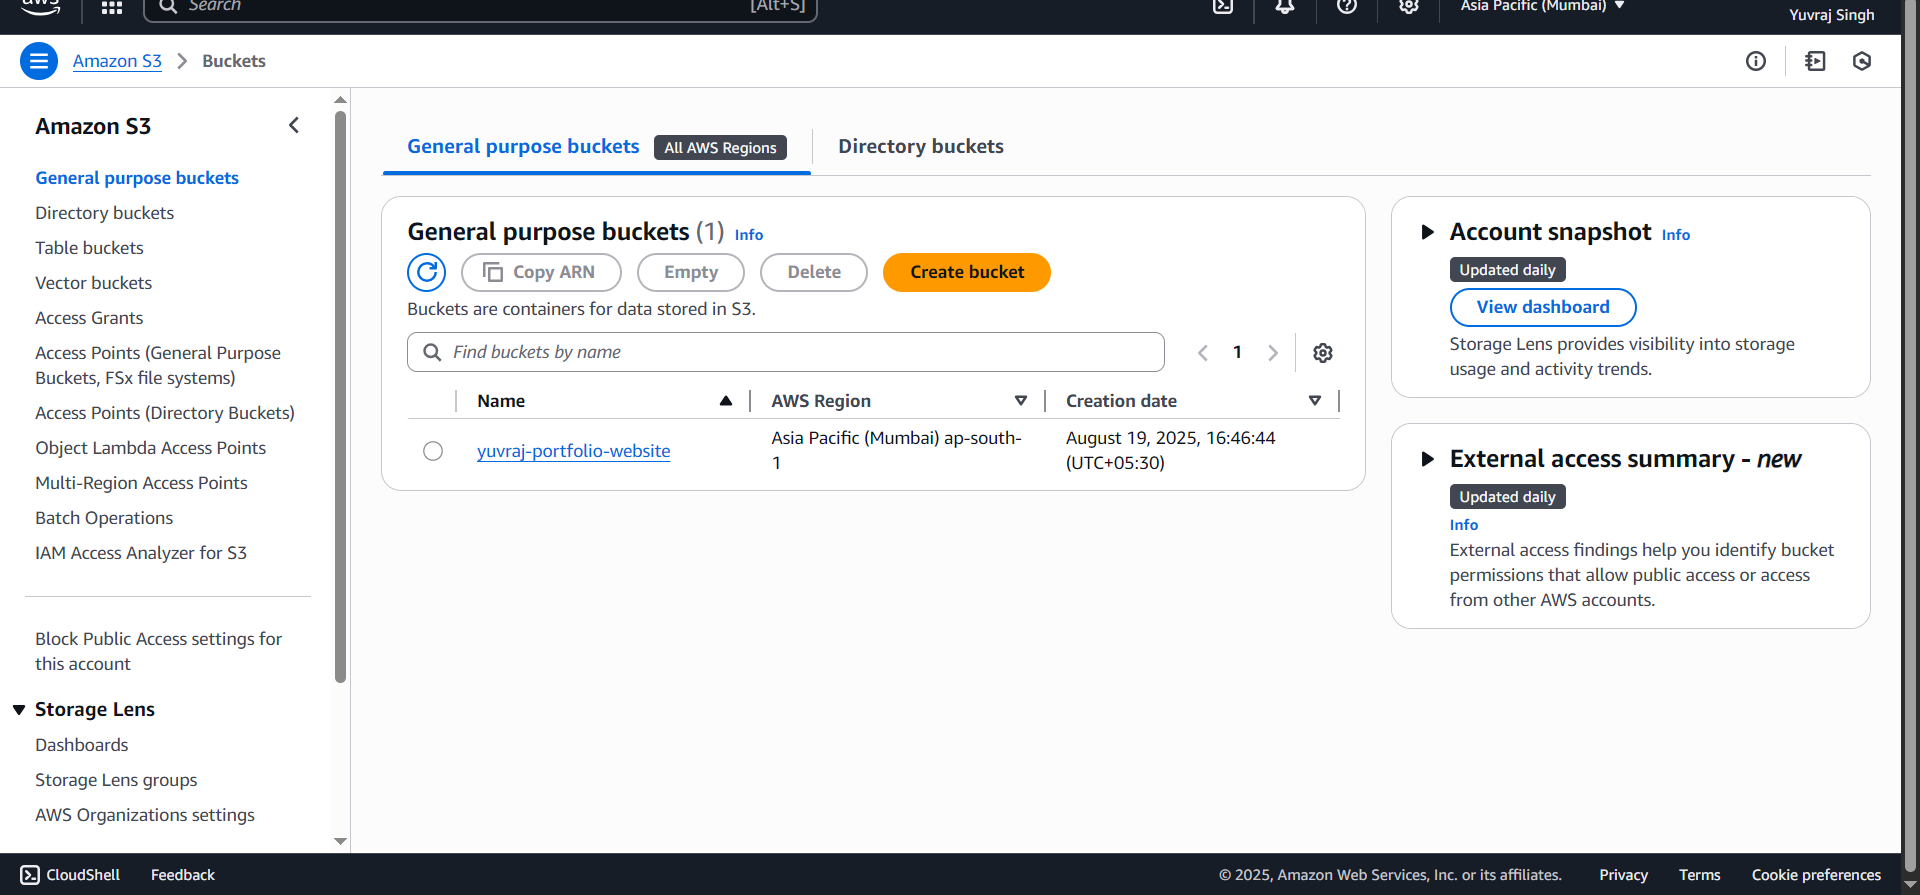 aws
Search
[Alt+S]
Asia Pacific (Mumbai)
Yuvraj Singh
Amazon S3
Buckets
Amazon S3
General purpose buckets
Directory buckets
Table buckets
Vector buckets
Access Grants
Access Points (General Purpose
Buckets, FSx file systems)
Access Points (Directory Buckets)
Object Lambda Access Points
Multi-Region Access Points
Batch Operations
IAM Access Analyzer for S3
Block Public Access settings for
this account
Storage Lens
Dashboards
Storage Lens groups
AWS Organizations settings
General purpose buckets All AWS Regions
Directory buckets
General purpose buckets (1) Info
Copy ARN
Empty
Delete
Create bucket
Buckets are containers for data stored in S3.
Find buckets by name
1
Name
AWS Region
Creation date
yuvraj-portfolio-website
Asia Pacific (Mumbai) ap-south-
1
August 19, 2025, 16:46:44
(UTC+05:30)
Account snapshot Info
Updated daily
View dashboard
Storage Lens provides visibility into storage
usage and activity trends.
External access summary - new
Updated daily
Info
External access findings help you identify bucket
permissions that allow public access or access
from other AWS accounts.
CloudShell
Feedback
© 2025, Amazon Web Services, Inc. or its affiliates.
Privacy
Terms
Cookie preferences